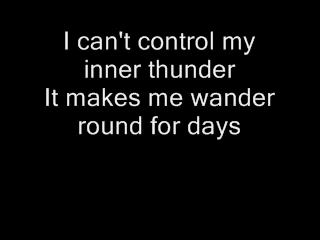 I can't control my
inner thunder
It makes me wander
round for days